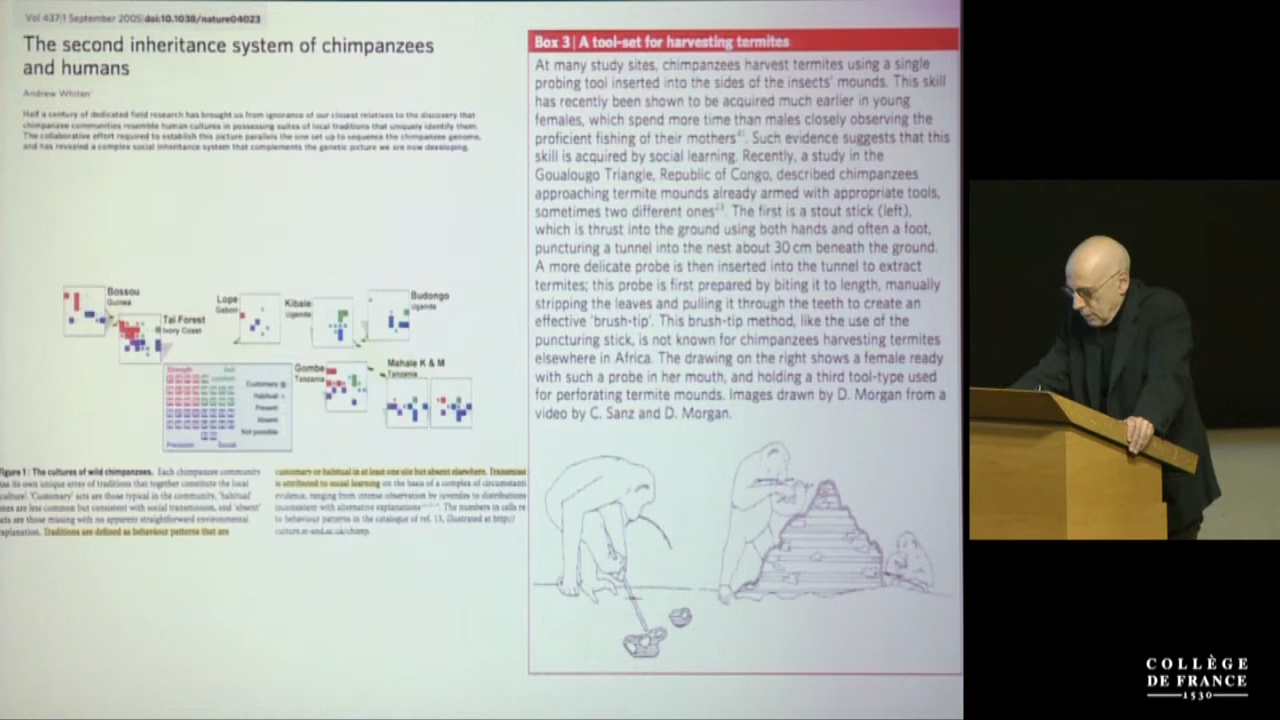 Vol 437|1 September 2005|doi:10.1038/nature04023
The second inheritance system of chimpanzees
and humans
Andrew Whiten
Half a century of dedicated field research has brought us from ignorance of our closest relatives to the discovery that
chimpanzee communities resemble human cultures in possessing suites of local traditions that uniquely identify them.
The collaborative effort required to establish this picture parallels the one set up to sequence the chimpanzee genome,
and has revealed a complex social inheritance system that complements the genetic picture we are now developing.
Bossou
Guinea
Taï Forest
Ivory Coast
Lope
Gabon
Kibale
Uganda
Budongo
Uganda
Gombe
Tanzania
Mahale K & M
Tanzania
Strength
Self
comfort
Customary
Habitual
Present
Absent
Not possible
Precision
Social
Figure 1 | The cultures of wild chimpanzees. Each chimpanzee community
has its own unique array of traditions that together constitute the local
'culture'. 'Customary' acts are those typical in the community, 'habitual'
ones are less common but consistent with social transmission, and 'absent'
acts are those missing with no apparent straightforward environmental
explanation. Traditions are defined as behaviour patterns that are
customary or habitual in at least one site but absent elsewhere. Transmiss
is attributed to social learning on the basis of a complex of circumstanti
evidence, ranging from intense observation by juveniles to distributions
inconsistent with alternative explanations
. The numbers in cells re
to behaviour patterns in the catalogue of ref. 13, illustrated at http://
Box 3 | A tool-set for harvesting termites
At many study sites, chimpanzees harvest termites using a single
probing tool inserted into the sides of the insects' mounds. This skill
has recently been shown to be acquired much earlier in young
females, which spend more time than males closely observing the
proficient fishing of their mothers. Such evidence suggests that this
skill is acquired by social learning. Recently, a study in the
Goualougo Triangle, Republic of Congo, described chimpanzees
approaching termite mounds already armed with appropriate tools,
sometimes two different ones. The first is a stout stick (left),
which is thrust into the ground using both hands and often a foot,
puncturing a tunnel into the nest about 30 cm beneath the ground.
A more delicate probe is then inserted into the tunnel to extract
termites; this probe is first prepared by biting it to length, manually
stripping the leaves and pulling it through the teeth to create an
effective 'brush-tip'. This brush-tip method, like the use of the
puncturing stick, is not known for chimpanzees harvesting termites
elsewhere in Africa. The drawing on the right shows a female ready
with such a probe in her mouth, and holding a third tool-type used
for perforating termite mounds. Images drawn by D. Morgan from a
video by C. Sanz and D. Morgan.
COLLÈGE
DE FRANCE
1530